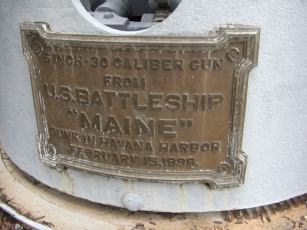 6 INCH-30 CALIBER GUN
FROM
U.S. BATTLESHIP
"MAINE"
SUNK IN HAVANA HARBOR
FEBRUARY 15, 1898.